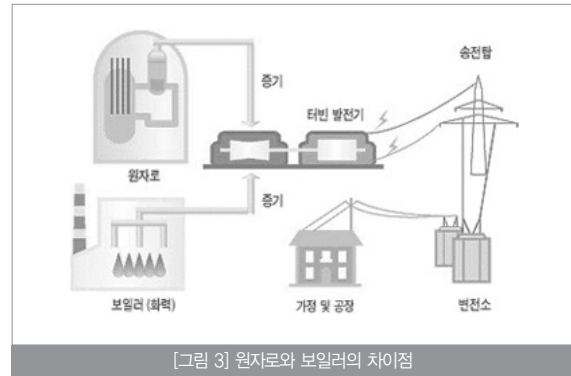 송전탑
증기
터빈 발전기
원자로
증기
보일러 (화력)
가정 및 공장
변전소
[그림 3] 원자로와 보일러의 차이점